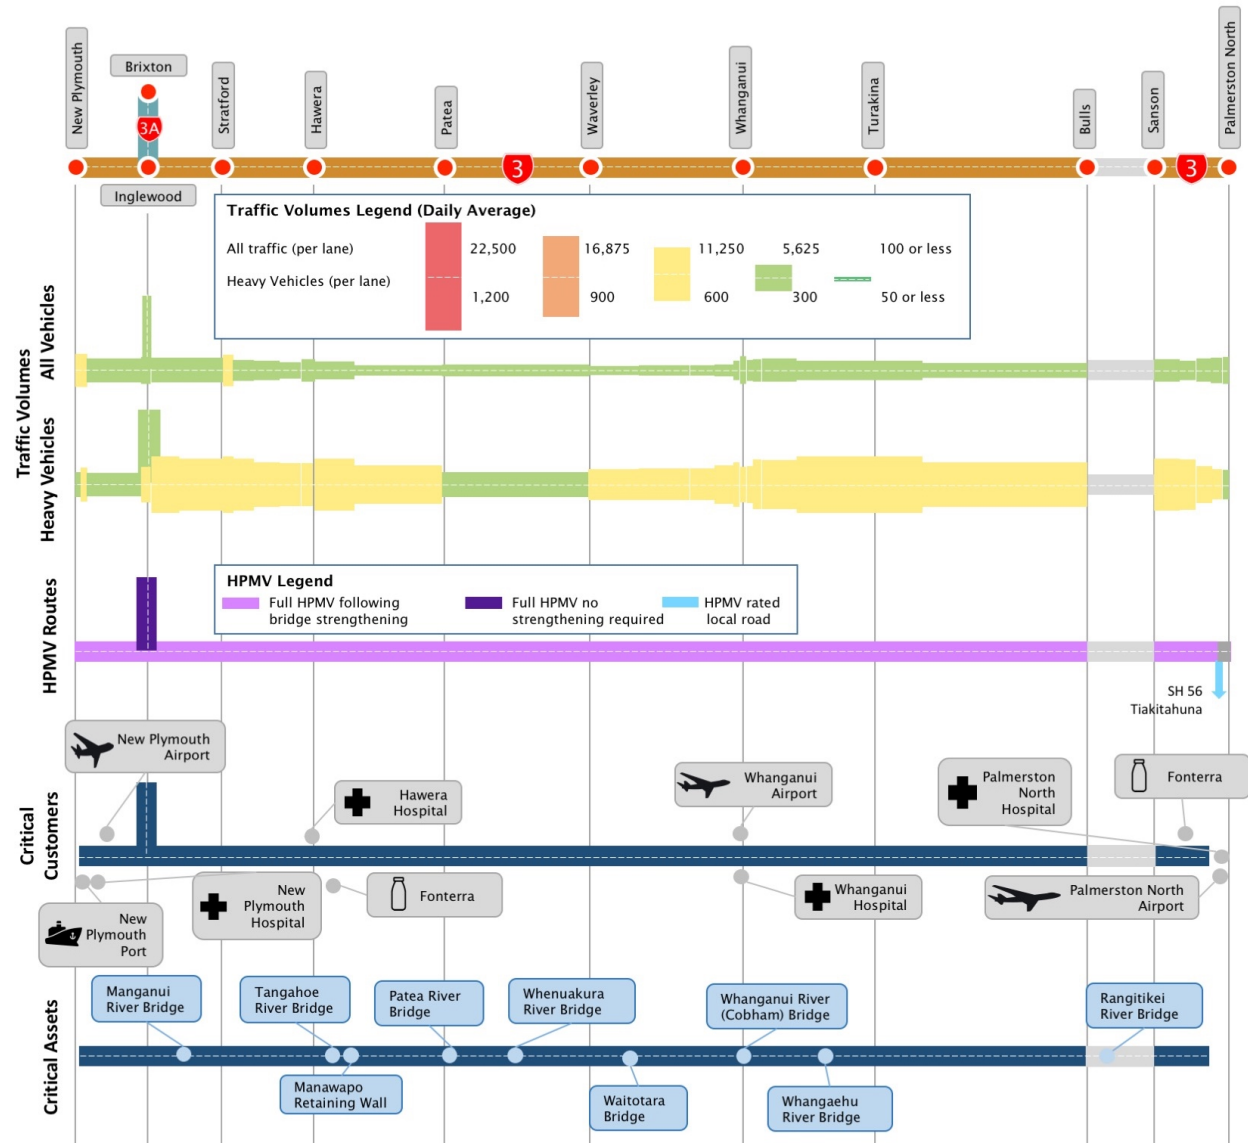 New Plymouth
Brixton
3A
Stratford
Hawera
Patea
Waverley
Whanganui
Turakina
Bulls
Sanson
Palmerston North
3
3
Inglewood
Traffic Volumes Legend (Daily Average)
All traffic (per lane)
22,500
16,875
11,250
5,625
100 or less
Heavy Vehicles (per lane)
1,200
900
600
300
50 or less
Traffic Volumes
All Vehicles
Heavy Vehicles
HPMV Routes
HPMV Legend
Full HPMV following
bridge strengthening
Full HPMV no
strengthening required
HPMV rated
local road
SH 56
Tiakitahuna
Critical
Customers
New Plymouth
Airport
Hawera
Hospital
Whanganui
Airport
Palmerston
North
Hospital
Fonterra
New
Plymouth
Port
New
Plymouth
Hospital
Fonterra
Whanganui
Hospital
Palmerston North
Airport
Critical Assets
Manganui
River Bridge
Tangahoe
River Bridge
Patea River
Bridge
Whenuakura
River Bridge
Whanganui River
(Cobham) Bridge
Rangitikei
River Bridge
Manawapo
Retaining Wall
Waitotara
Bridge
Whangaehu
River Bridge